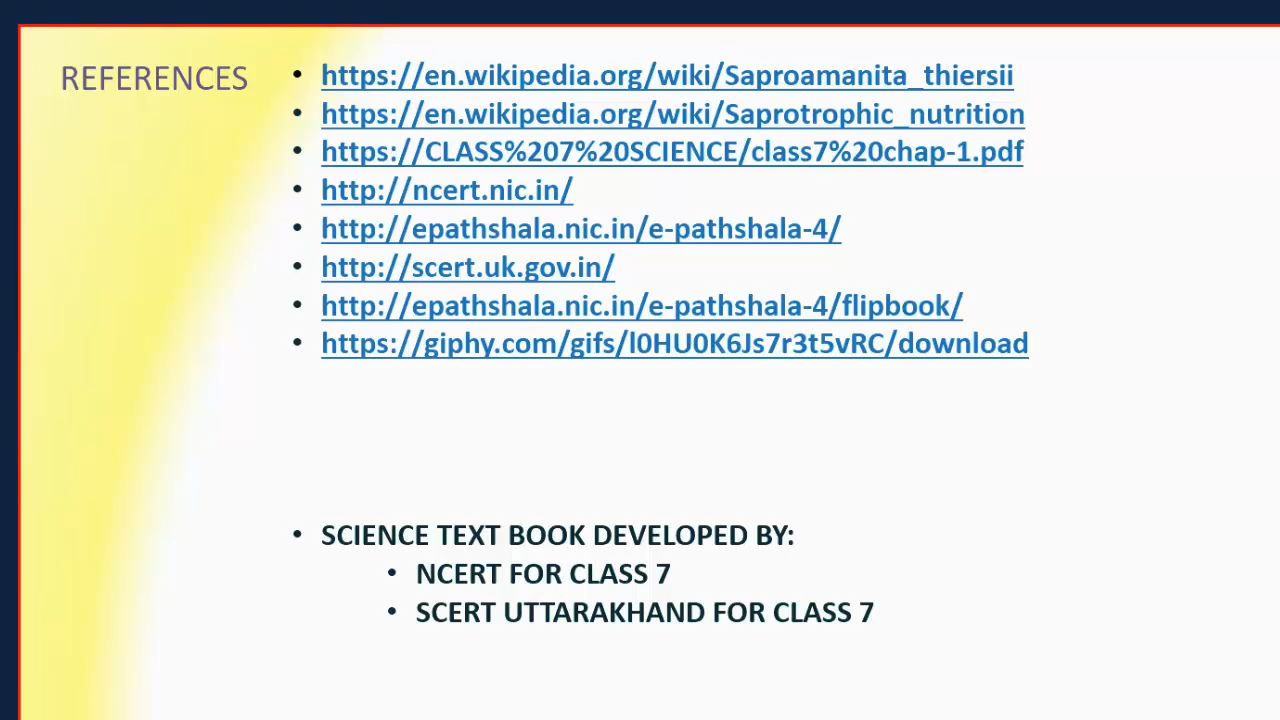 REFERENCES
• https://en.wikipedia.org/wiki/Saproamanita_thiersii
• https://en.wikipedia.org/wiki/Saprotrophic_nutrition
• https://CLASS%207%20SCIENCE/class7%20chap-1.pdf
• http://ncert.nic.in/
• http://epathshala.nic.in/e-pathshala-4/
• http://scert.uk.gov.in/
• http://epathshala.nic.in/e-pathshala-4/flipbook/
• https://giphy.com/gifs/l0HU0K6Js7r3t5vRC/download
• SCIENCE TEXT BOOK DEVELOPED BY:
• NCERT FOR CLASS 7
• SCERT UTTARAKHAND FOR CLASS 7